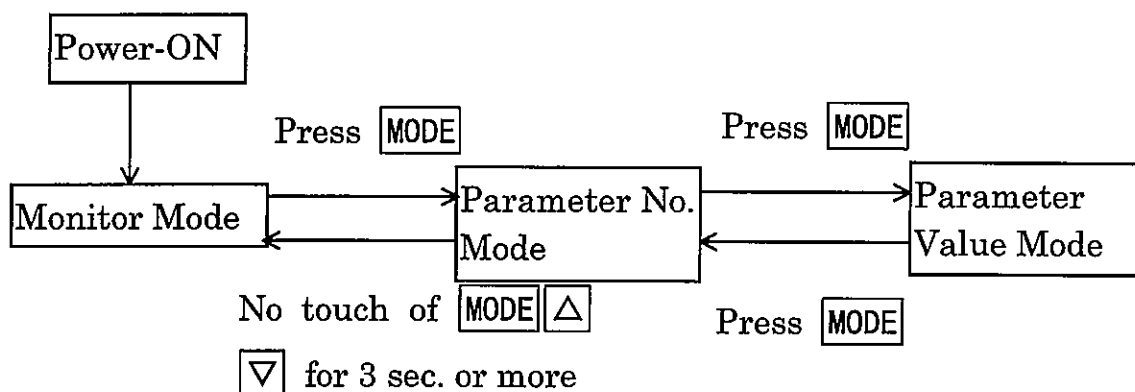 Power-ON
Press MODE
Press MODE
Monitor Mode
Parameter No.
Mode
Parameter
Value Mode
No touch of MODE △
▽ for 3 sec. or more
Press MODE